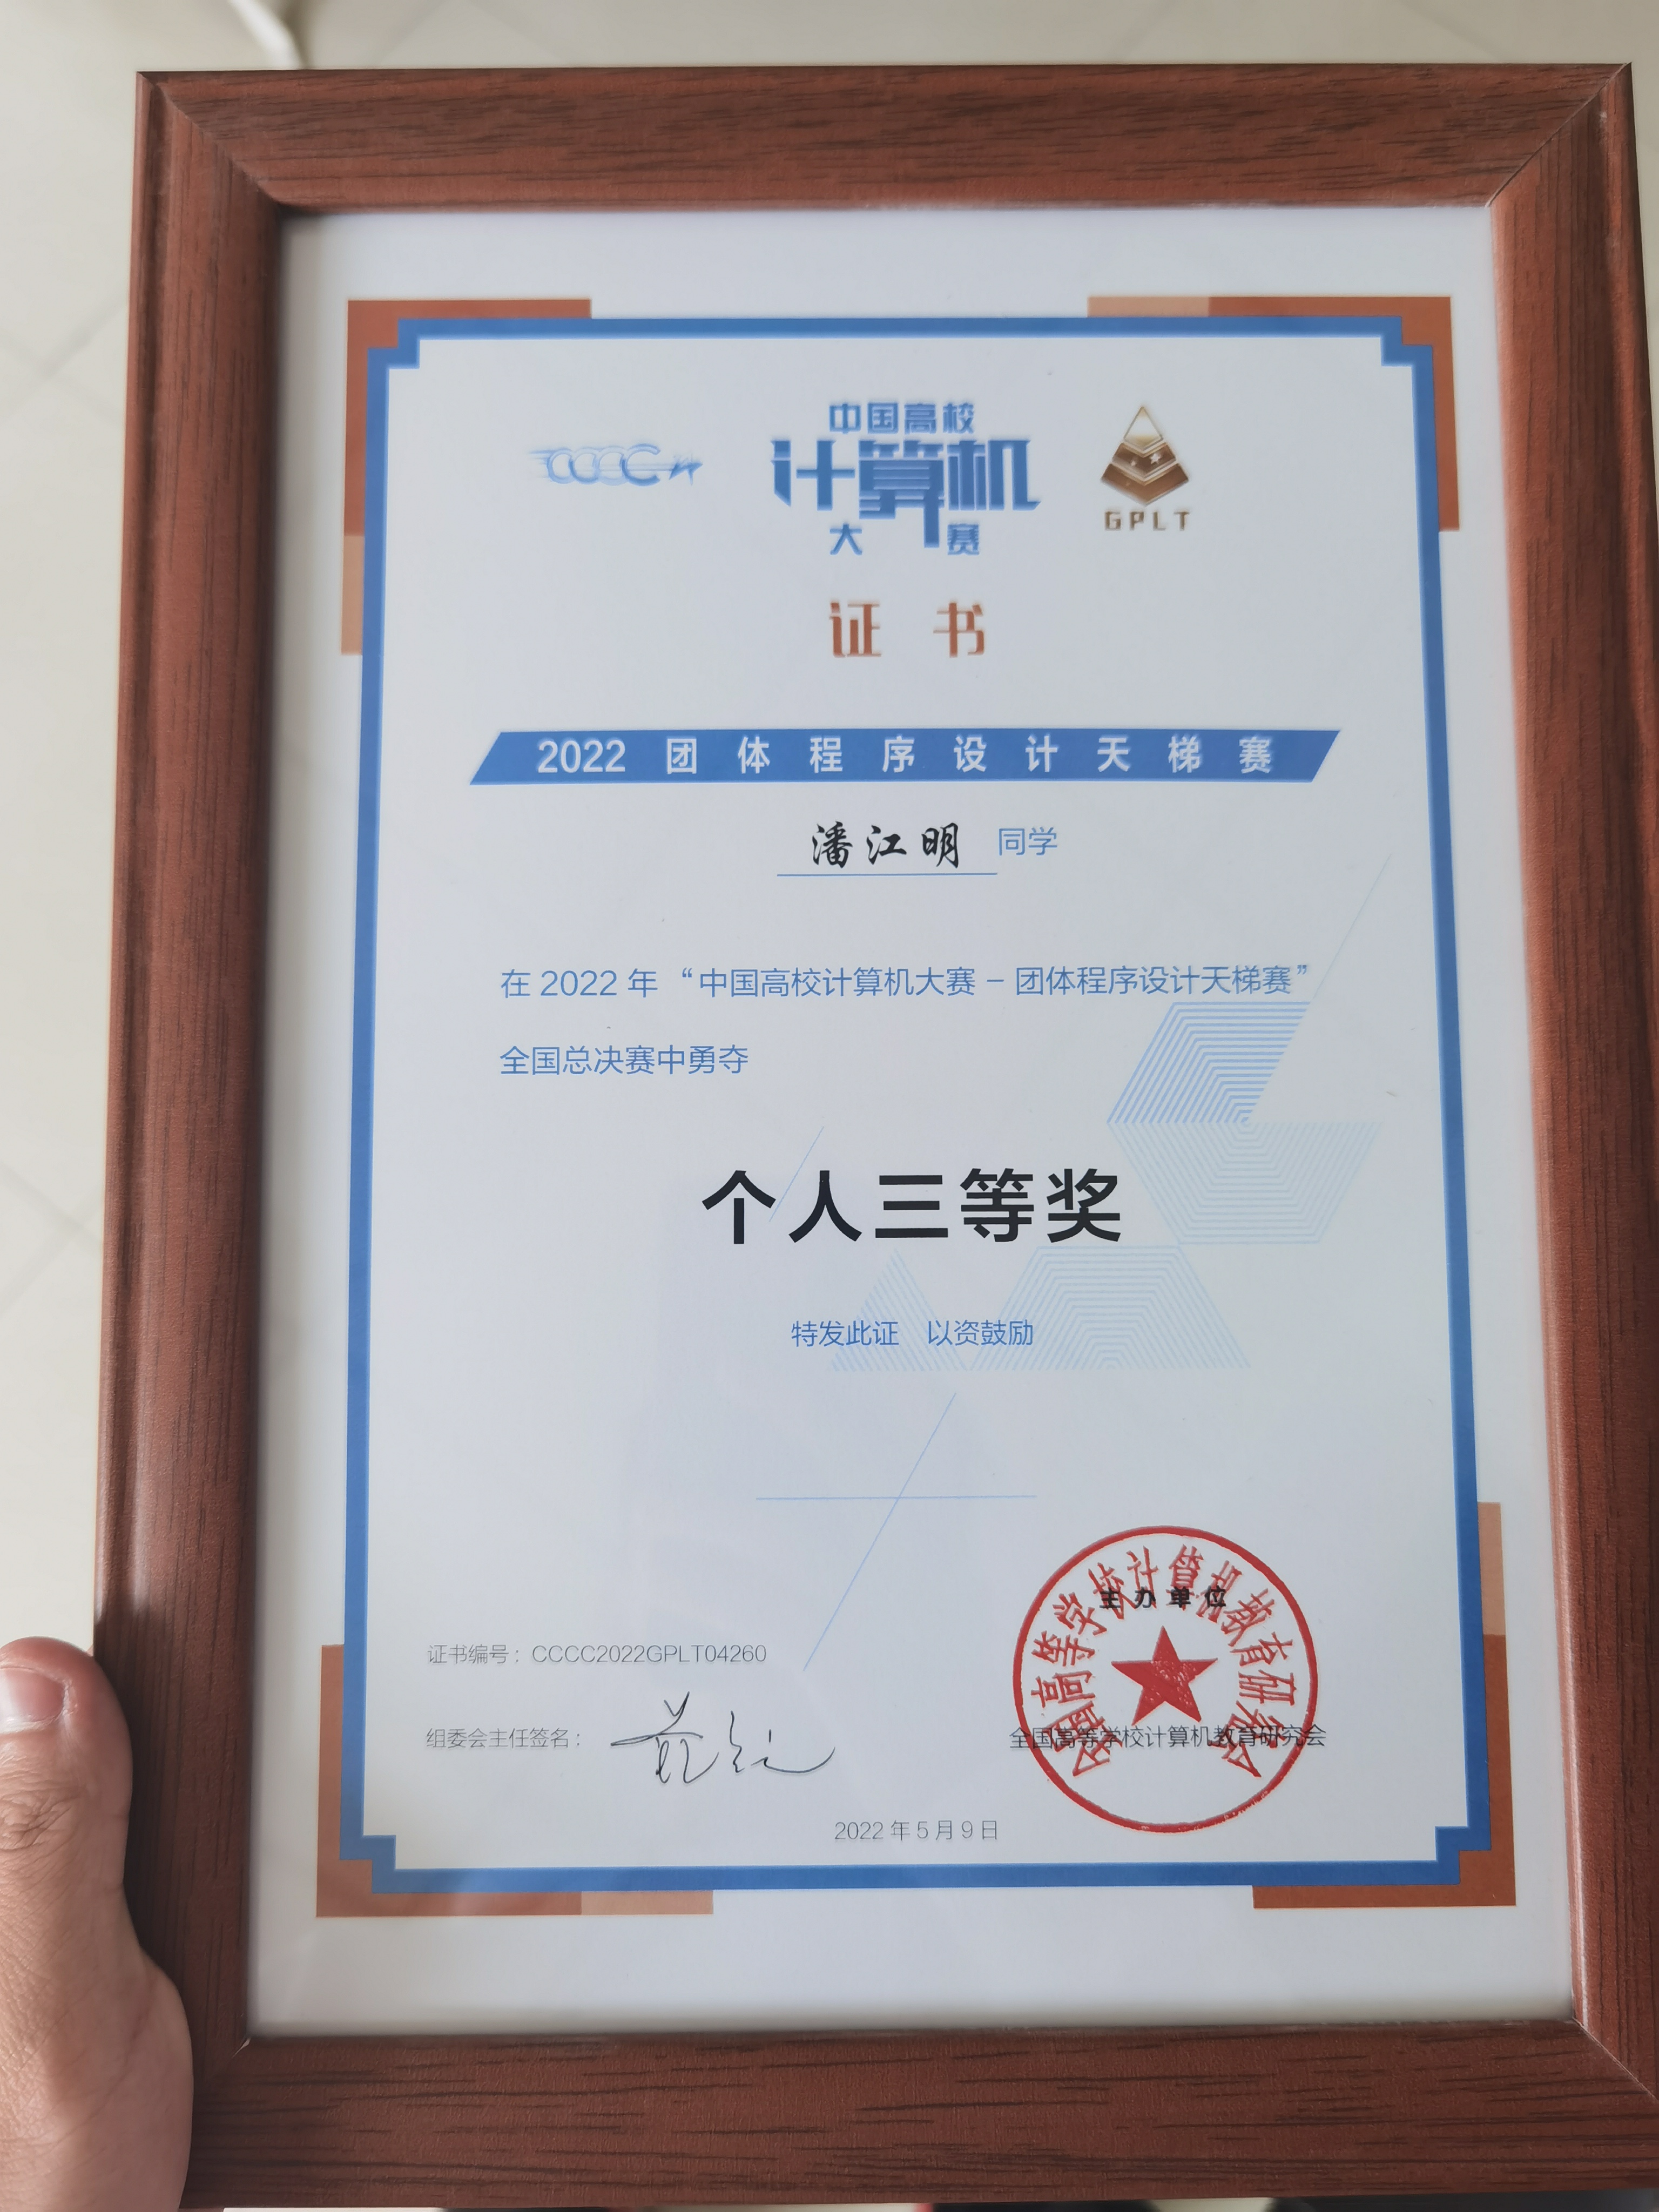 CCCC
中国高校
计算机
大赛
GPLT
证书
2022 团体程序设计天梯赛
潘江明 同学
在 2022 年 “中国高校计算机大赛 – 团体程序设计天梯赛”
全国总决赛中勇夺
个人三等奖
特发此证 以资鼓励
全国高等学校计算机教育研究会
主办单位
证书编号：CCCC2022GPLT04260
组委会主任签名：
全国高等学校计算机教育研究会
2022 年 5 月 9 日